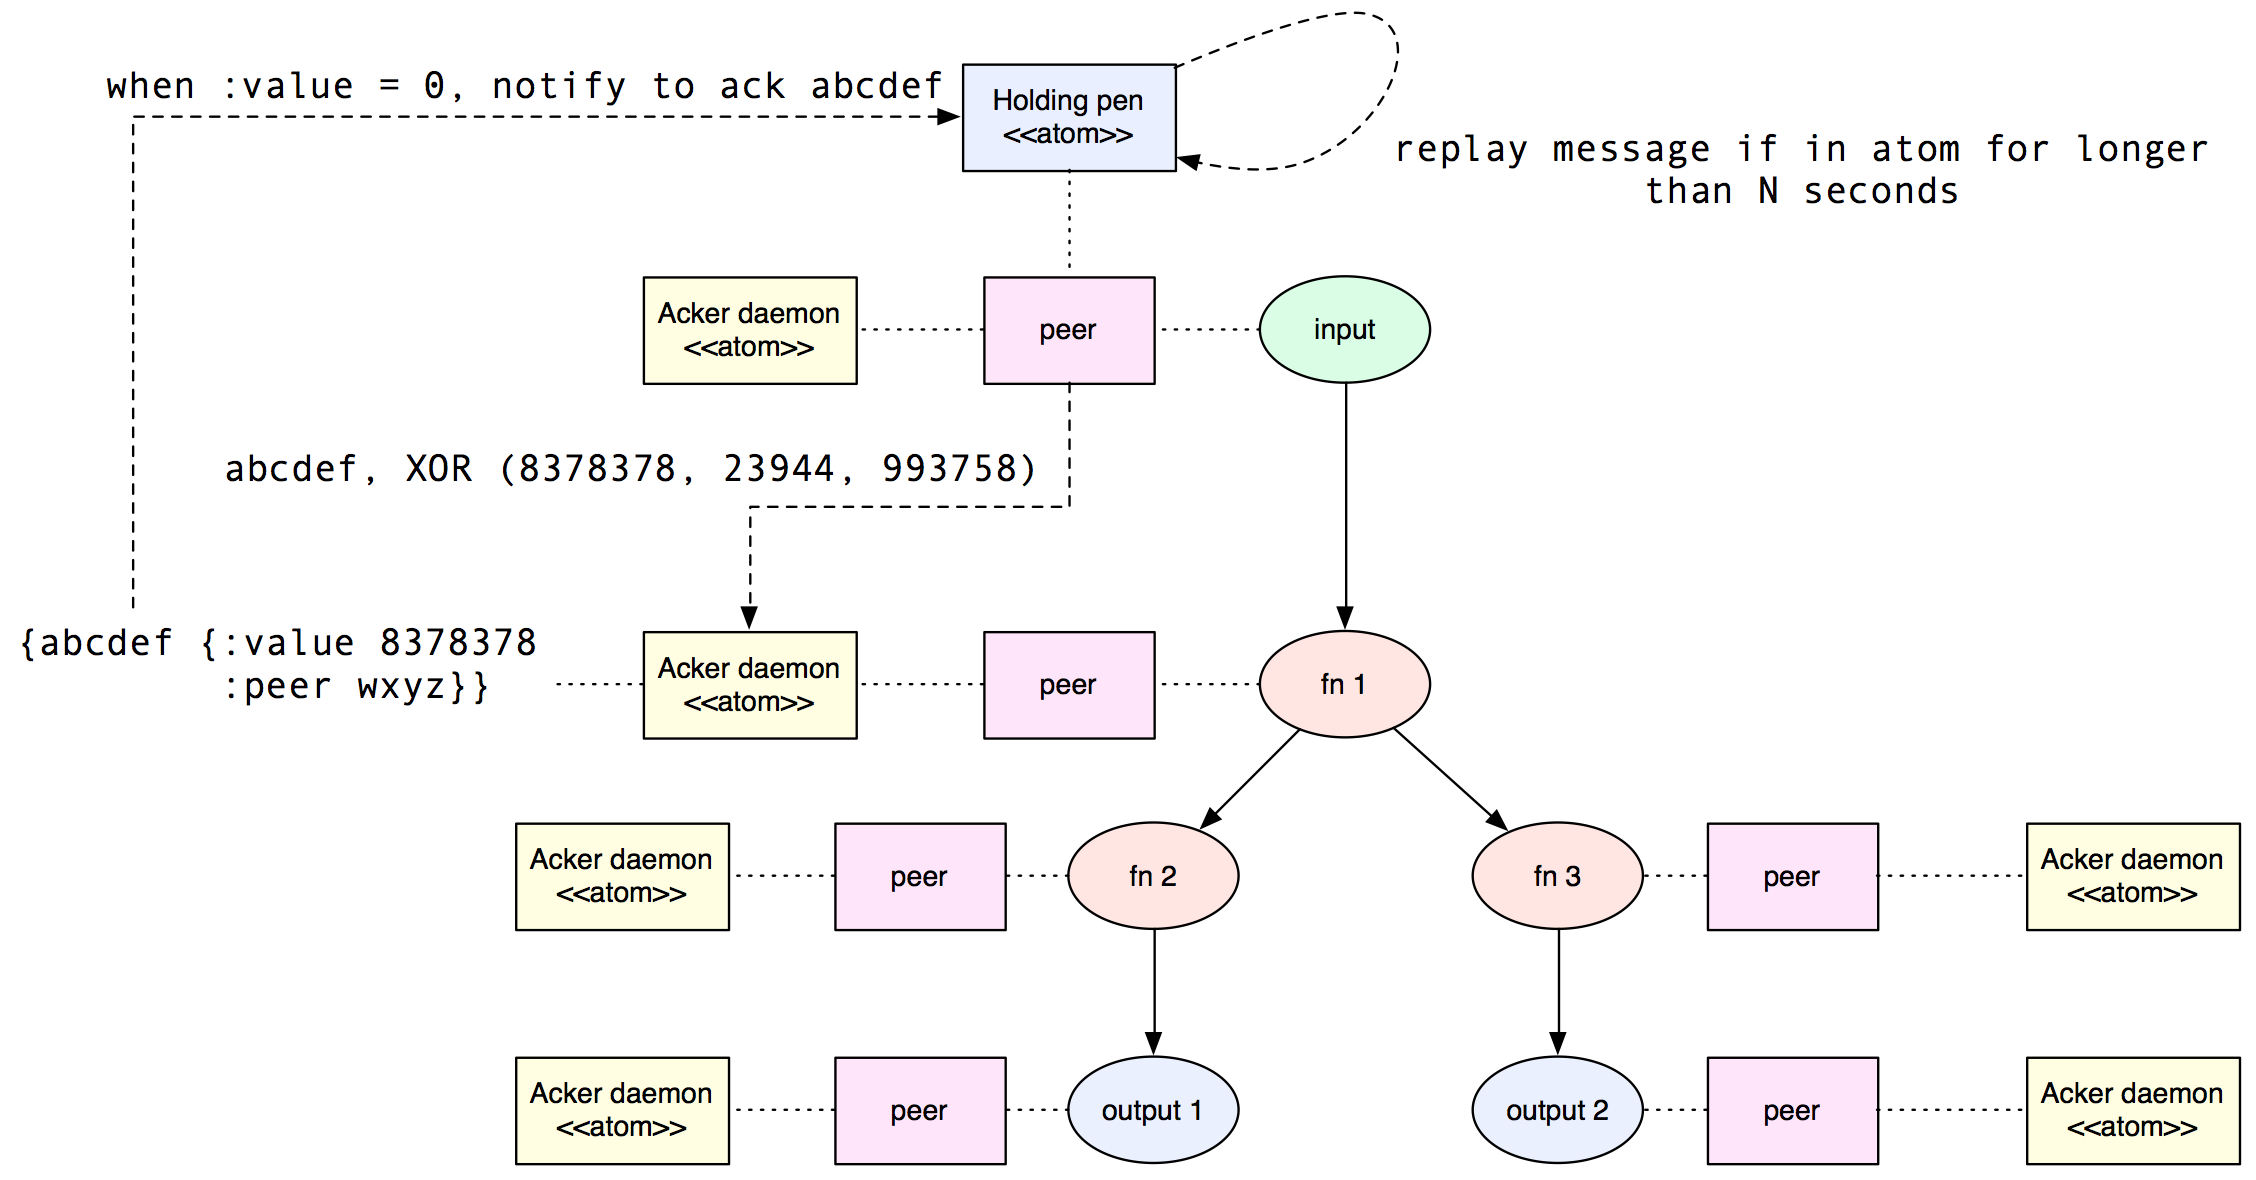 when :value = 0, notify to ack abcdef
Holding pen
<<atom>>
replay message if in atom for longer
than N seconds
Acker daemon
<<atom>>
peer
input
abcdef, XOR (8378378, 23944, 993758)
{abcdef {:value 8378378
:peer wxyz}}
Acker daemon
<<atom>>
peer
fn 1
Acker daemon
<<atom>>
peer
fn 2
fn 3
peer
Acker daemon
<<atom>>
Acker daemon
<<atom>>
peer
output 1
output 2
peer
Acker daemon
<<atom>>